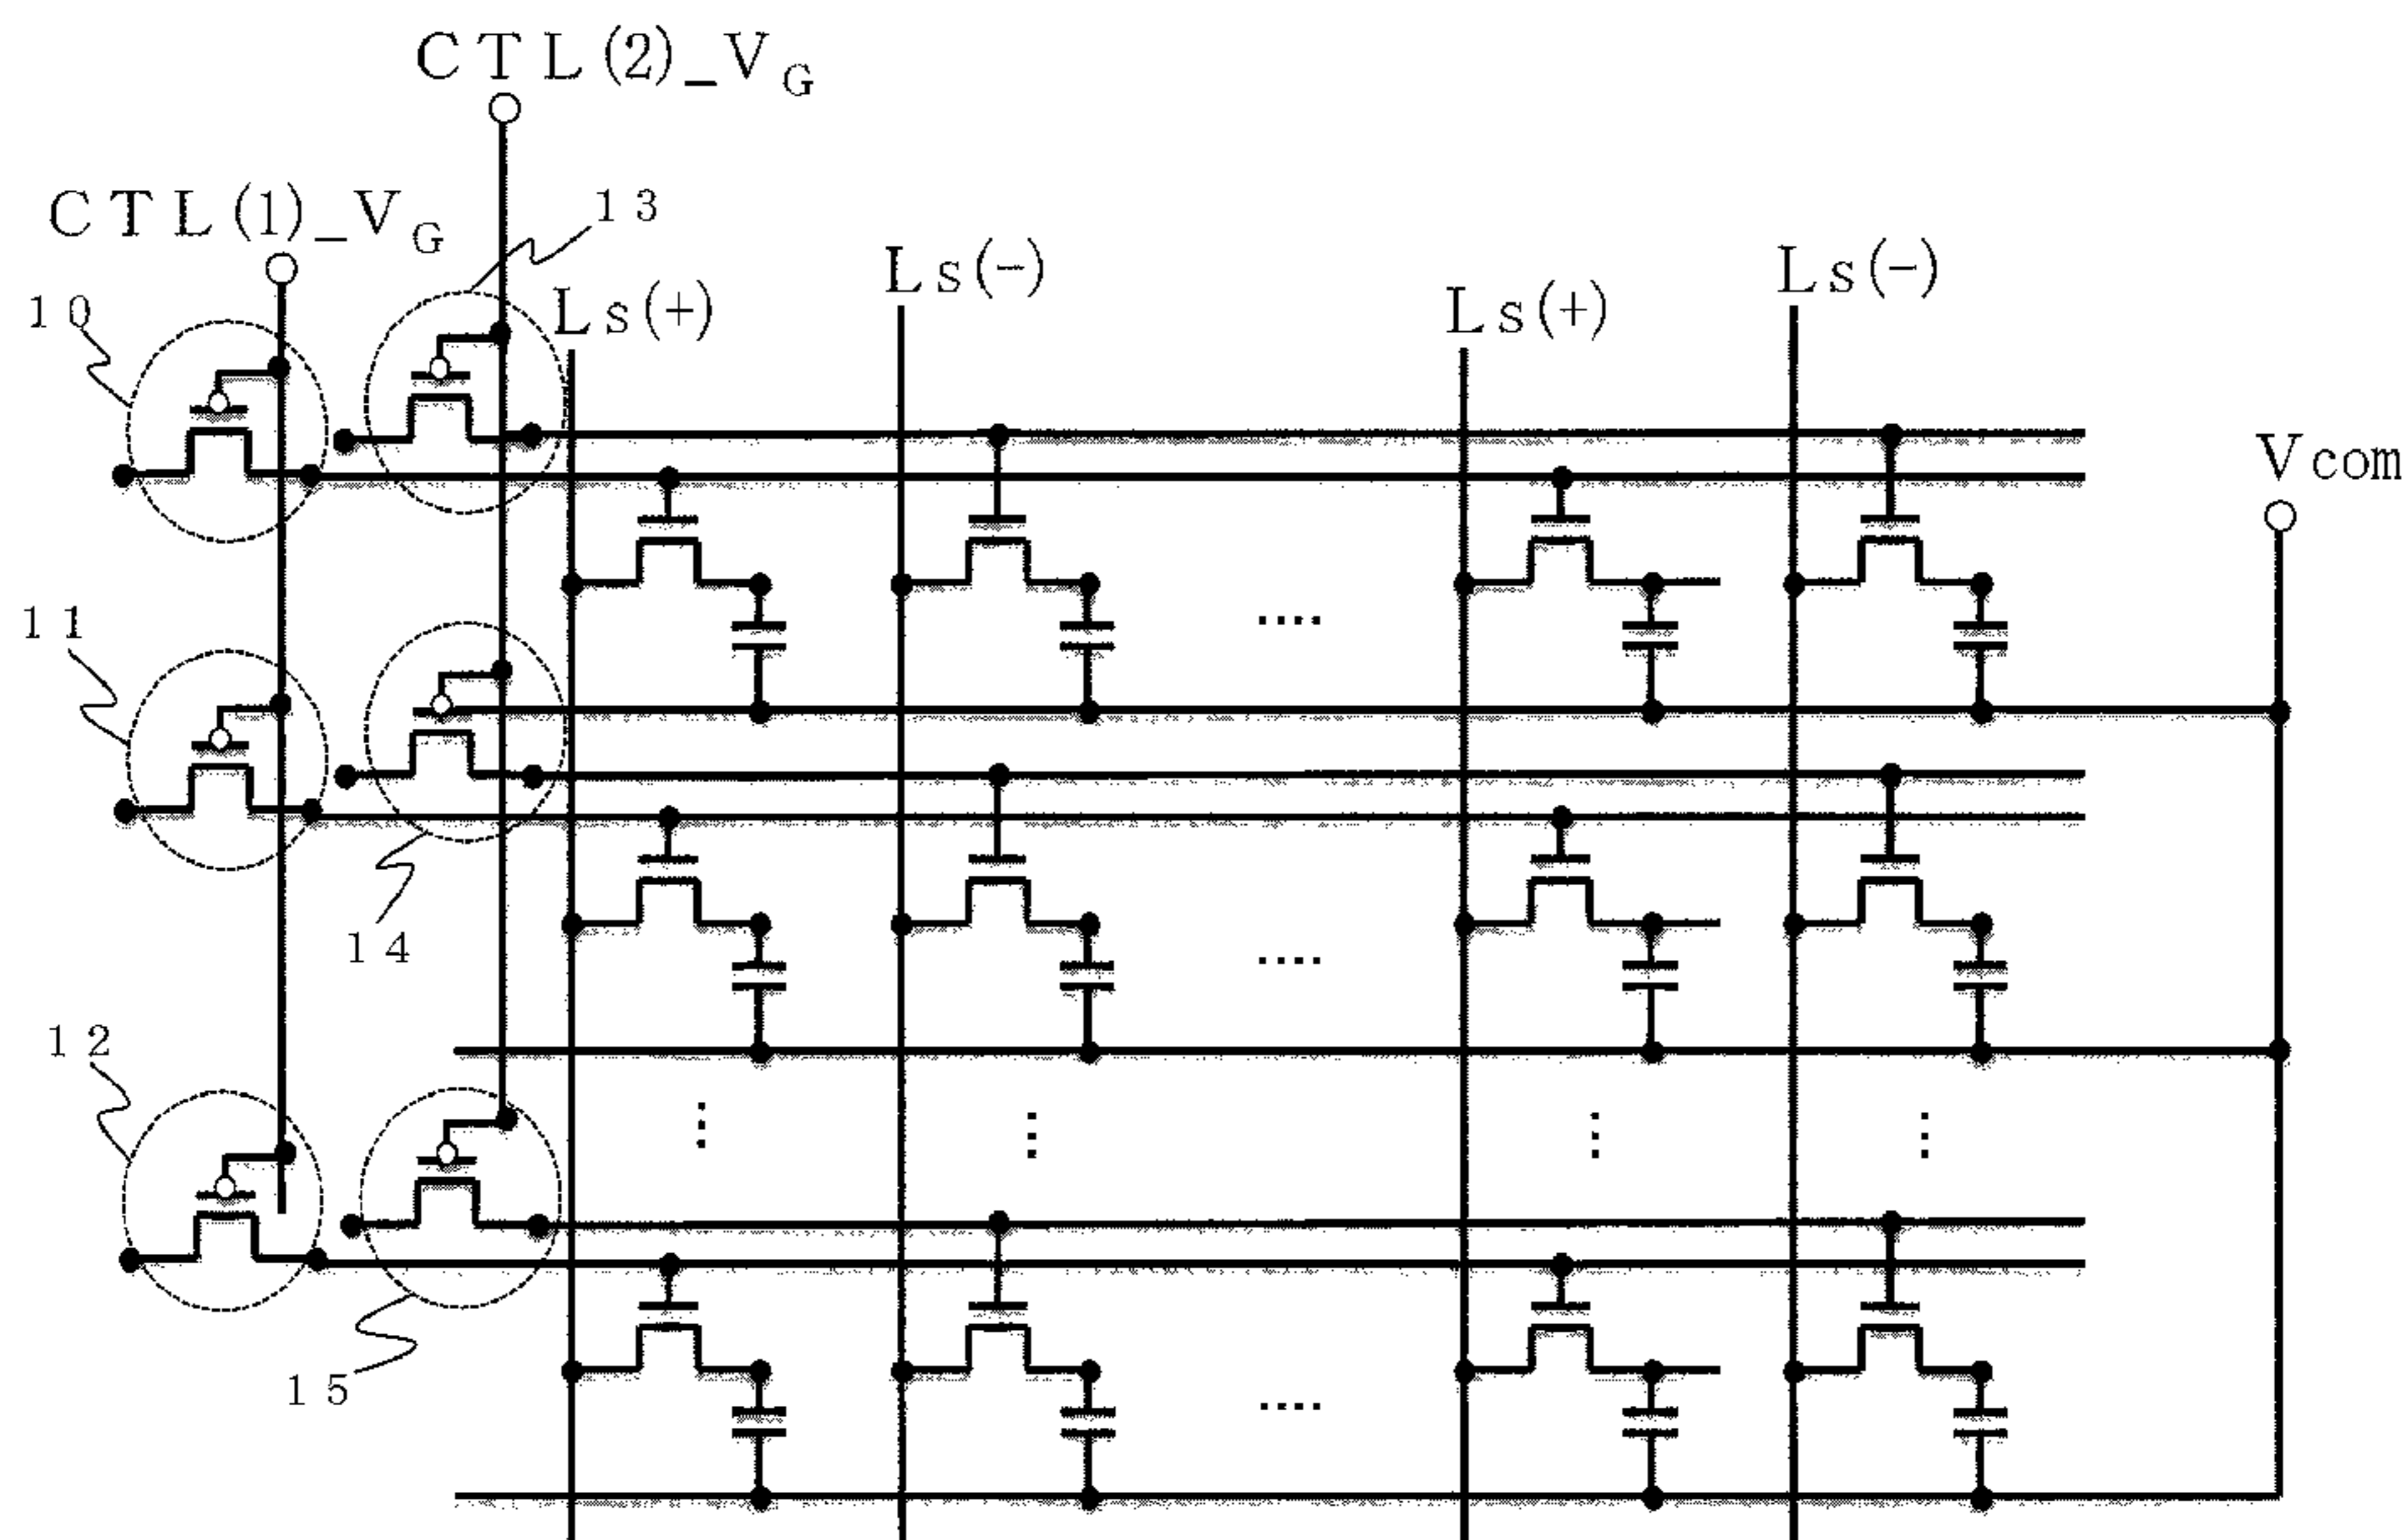 CTL(2)_VG
CTL(1)_VG
13
Ls(-)
Ls(-)
10
Ls(+)
Ls(+)
Vcom
11
....
14
....
12
15
....